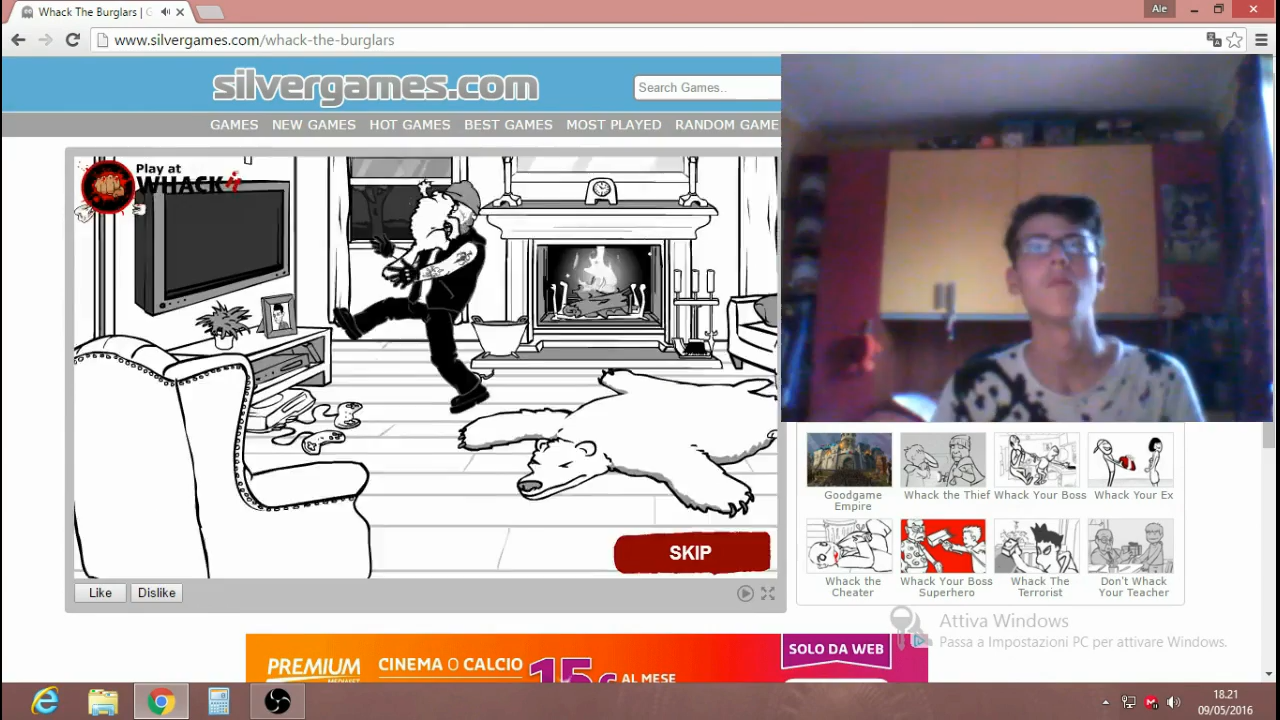 Whack The Burglars | G
Ale
www.silvergames.com/whack-the-burglars
silvergames.com
Search Games..
GAMES NEW GAMES HOT GAMES BEST GAMES MOST PLAYED RANDOM GAME
Play at
WHACK it
SKIP
Like Dislike
Goodgame Empire
Whack the Thief
Whack Your Boss
Whack Your Ex
Whack the Cheater
Whack Your Boss Superhero
Whack The Terrorist
Don't Whack Your Teacher
Attiva Windows
Passa a Impostazioni PC per attivare Windows.
PREMIUM
MEDIASET
CINEMA O CALCIO
15€
AL MESE
SOLO DA WEB
18.21
09/05/2016